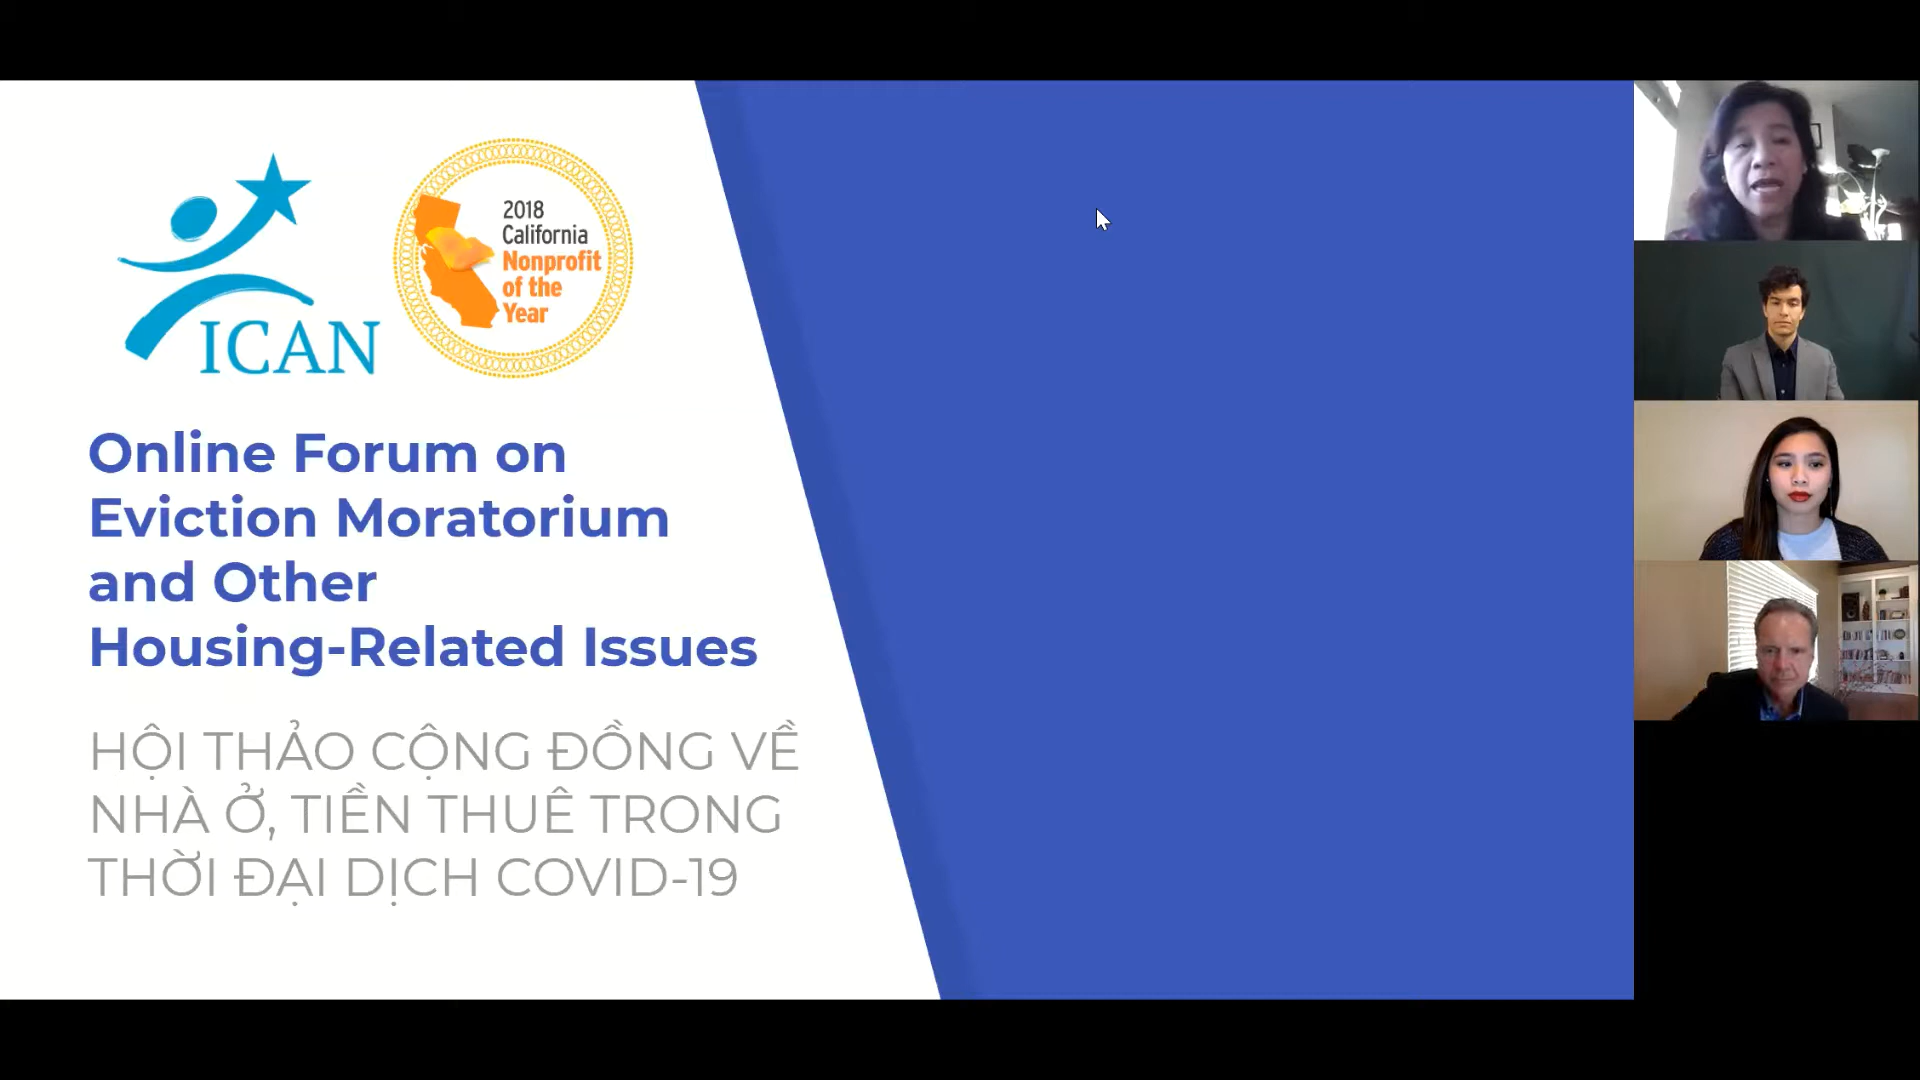 ICAN
2018
California
Nonprofit
of the
Year
Online Forum on
Eviction Moratorium
and Other
Housing-Related Issues
HỘI THẢO CỘNG ĐỒNG VỀ
NHÀ Ở, TIỀN THUÊ TRONG
THỜI ĐẠI DỊCH COVID-19